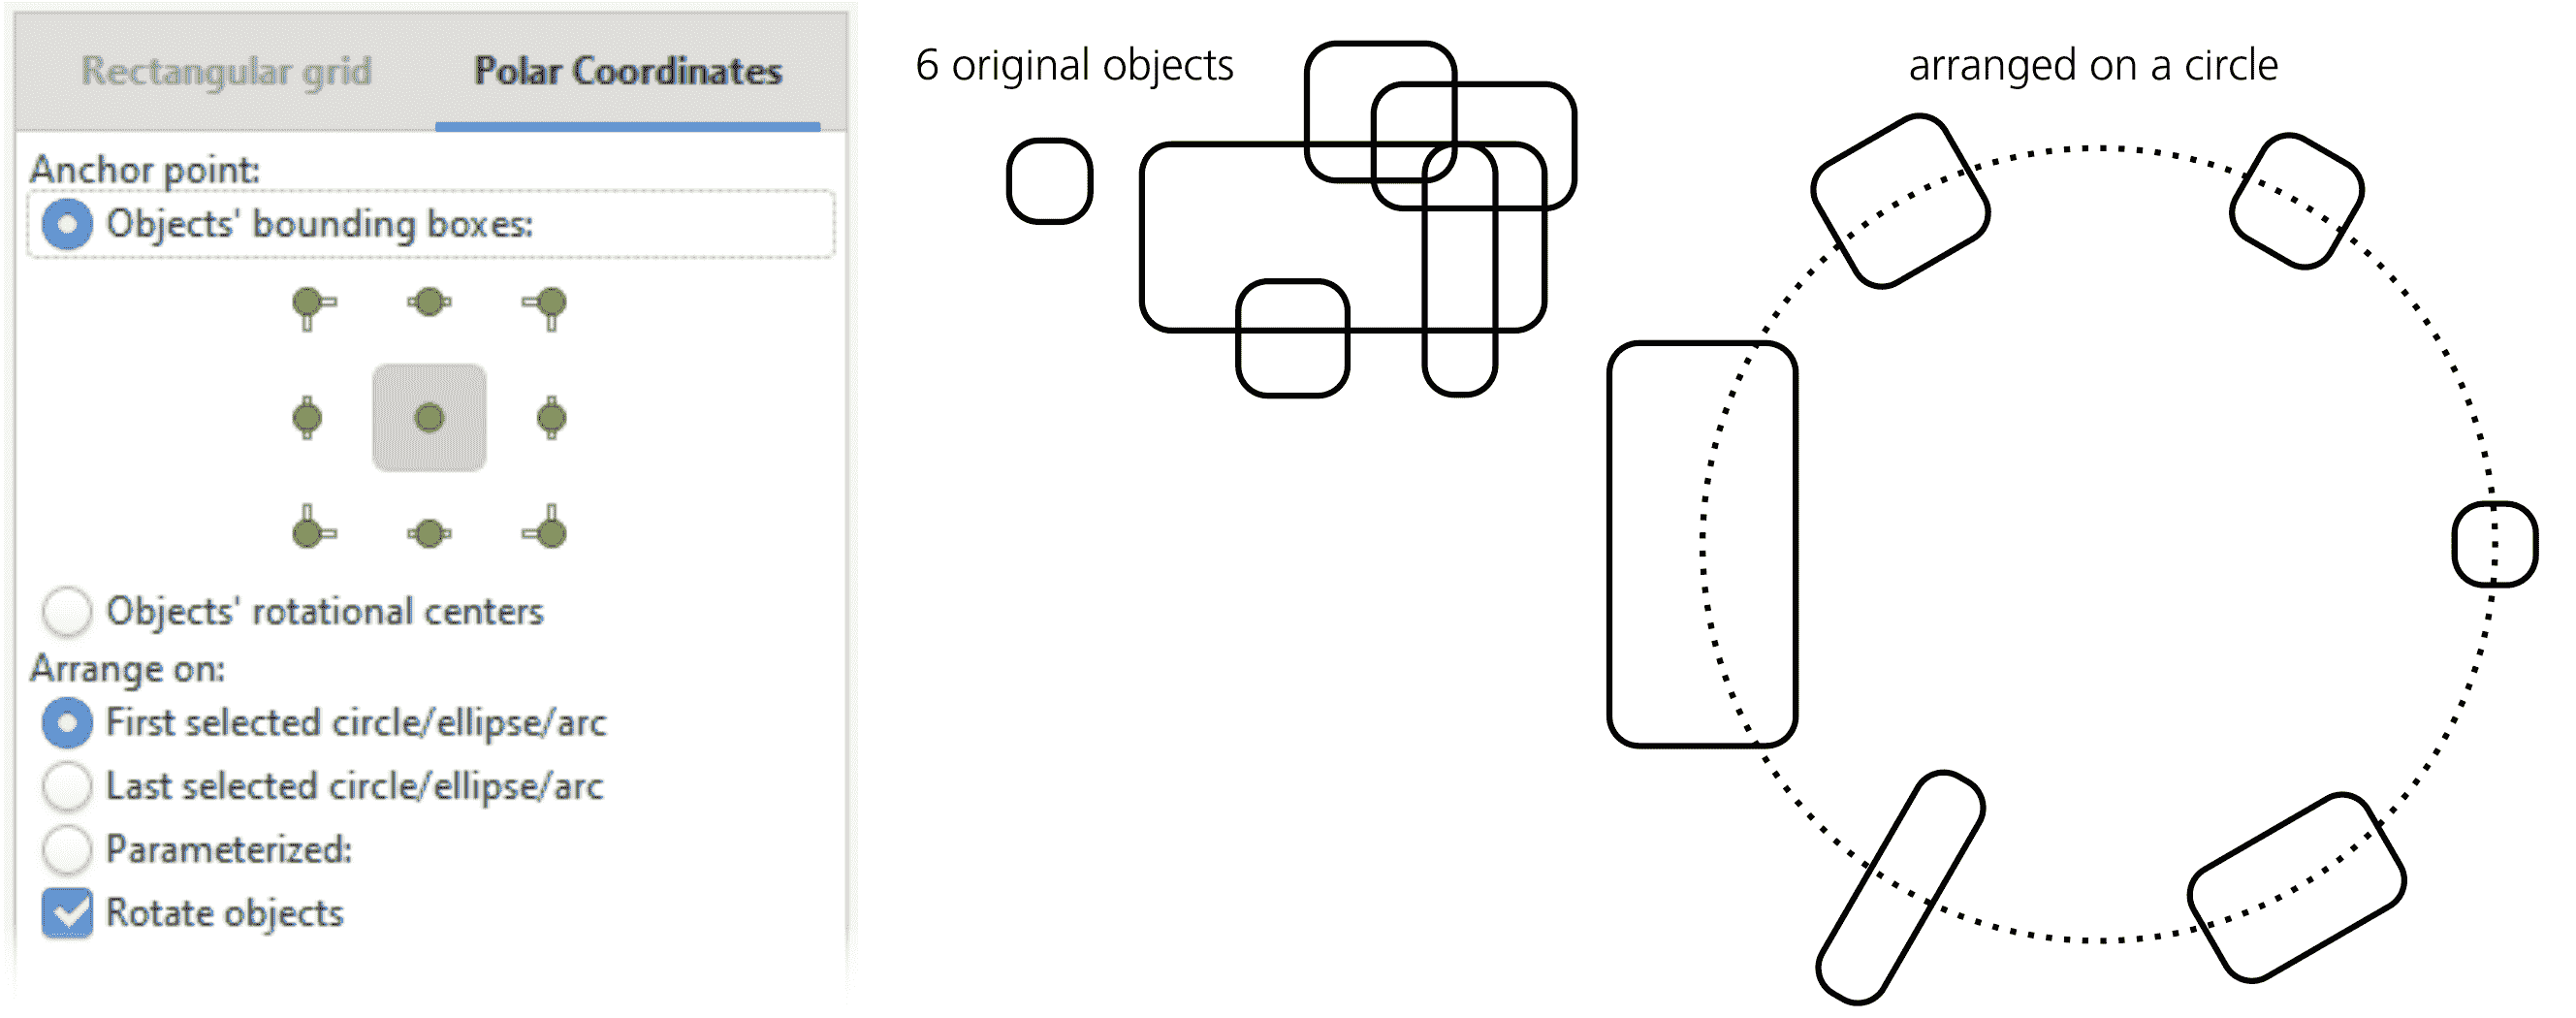 Rectangular grid Polar Coordinates
Anchor point:
Objects' bounding boxes:
Objects' rotational centers
Arrange on:
First selected circle/ellipse/arc
Last selected circle/ellipse/arc
Parameterized:
Rotate objects
6 original objects
arranged on a circle